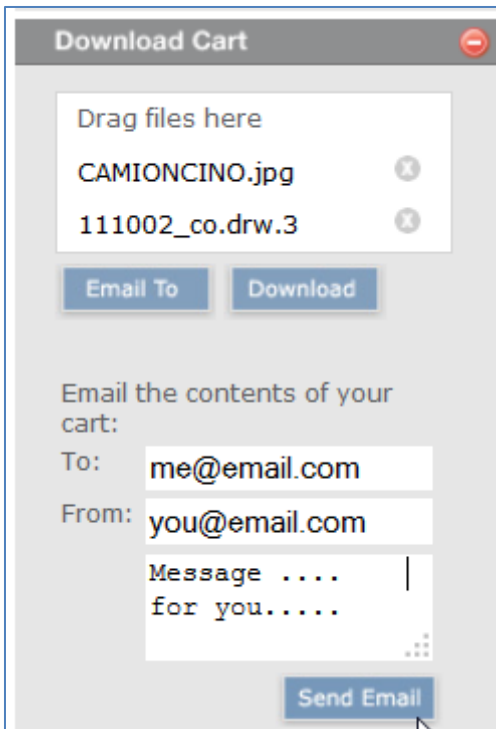 Download Cart
Drag files here
CAMIONCINO.jpg
111002_co.drw.3
Email To
Download
Email the contents of your
cart:
To:
me@email.com
From:
you@email.com
Message ....
for you.....
Send Email